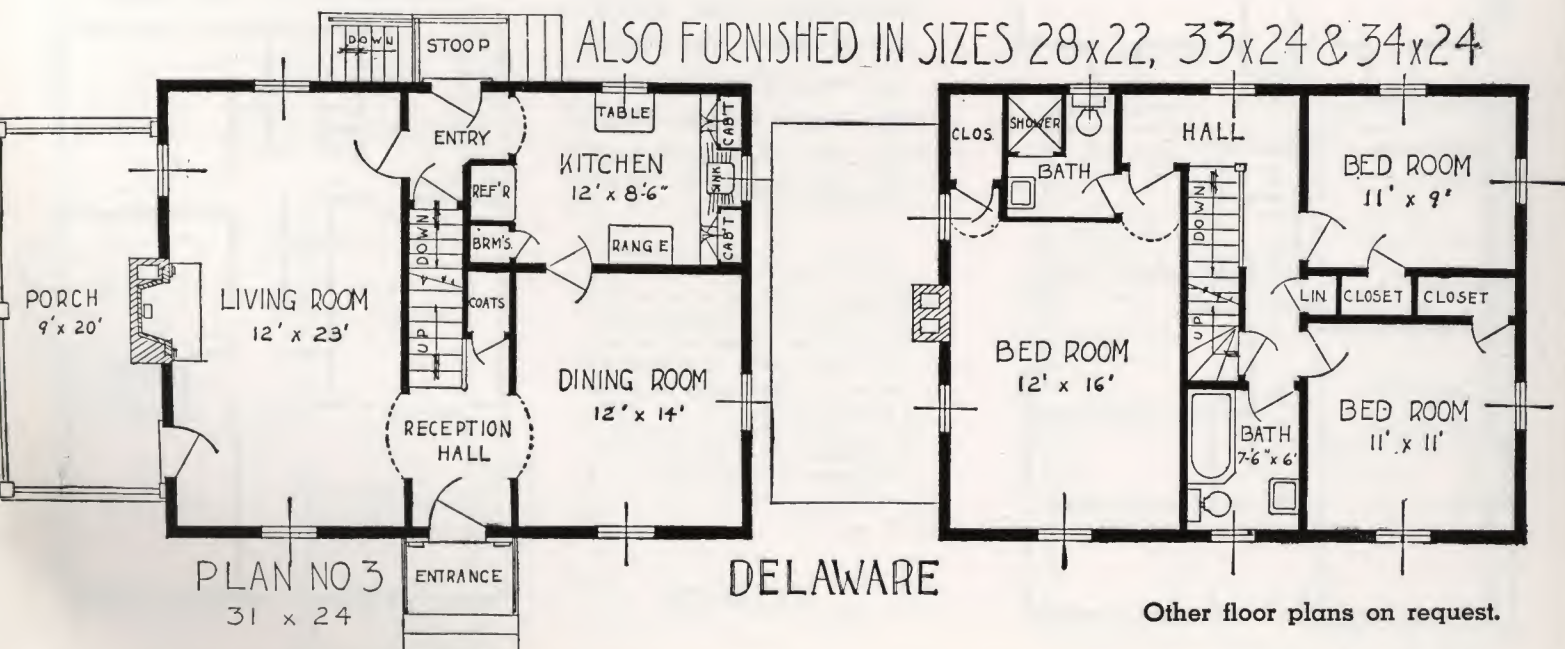 ALSO FURNISHED IN SIZES 28x22, 33x24 & 34x24
DOWN
STOOP
ENTRY
TABLE
CAB'T
KITCHEN
12' x 8'-6"
SINK
REF'R
BRM'S.
RANGE
CAB'T
DOWN
UP
COATS
PORCH
9' x 20'
LIVING ROOM
12' x 23'
DINING ROOM
12' x 14'
RECEPTION
HALL
ENTRANCE
PLAN NO 3
31 x 24
CLOS.
SHOWER
BATH
HALL
BED ROOM
11' x 9'
DOWN
UP
LIN
CLOSET
CLOSET
BED ROOM
12' x 16'
BATH
7'-6" x 6'
BED ROOM
11' x 11'
DELAWARE
Other floor plans on request.